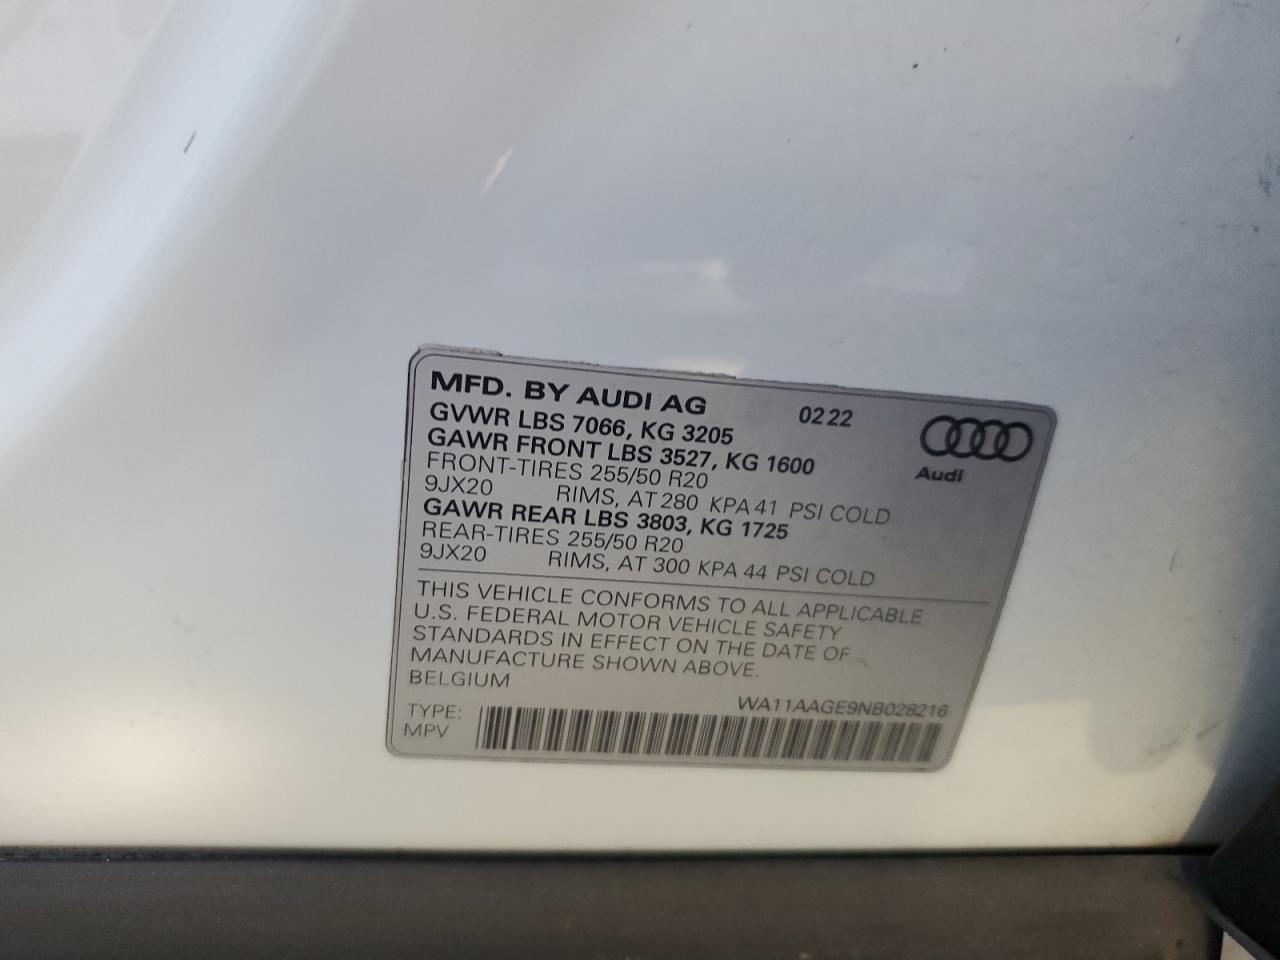 MFD. BY AUDI AG 02 22
GVWR LBS 7066, KG 3205
GAWR FRONT LBS 3527, KG 1600
FRONT-TIRES 255/50 R20
9JX20 RIMS, AT 280 KPA 41 PSI COLD
GAWR REAR LBS 3803, KG 1725
REAR-TIRES 255/50 R20
9JX20 RIMS, AT 300 KPA 44 PSI COLD
Audi
THIS VEHICLE CONFORMS TO ALL APPLICABLE
U.S. FEDERAL MOTOR VEHICLE SAFETY
STANDARDS IN EFFECT ON THE DATE OF
MANUFACTURE SHOWN ABOVE.
BELGIUM
WA11AAGE9NB028216
TYPE:
MPV